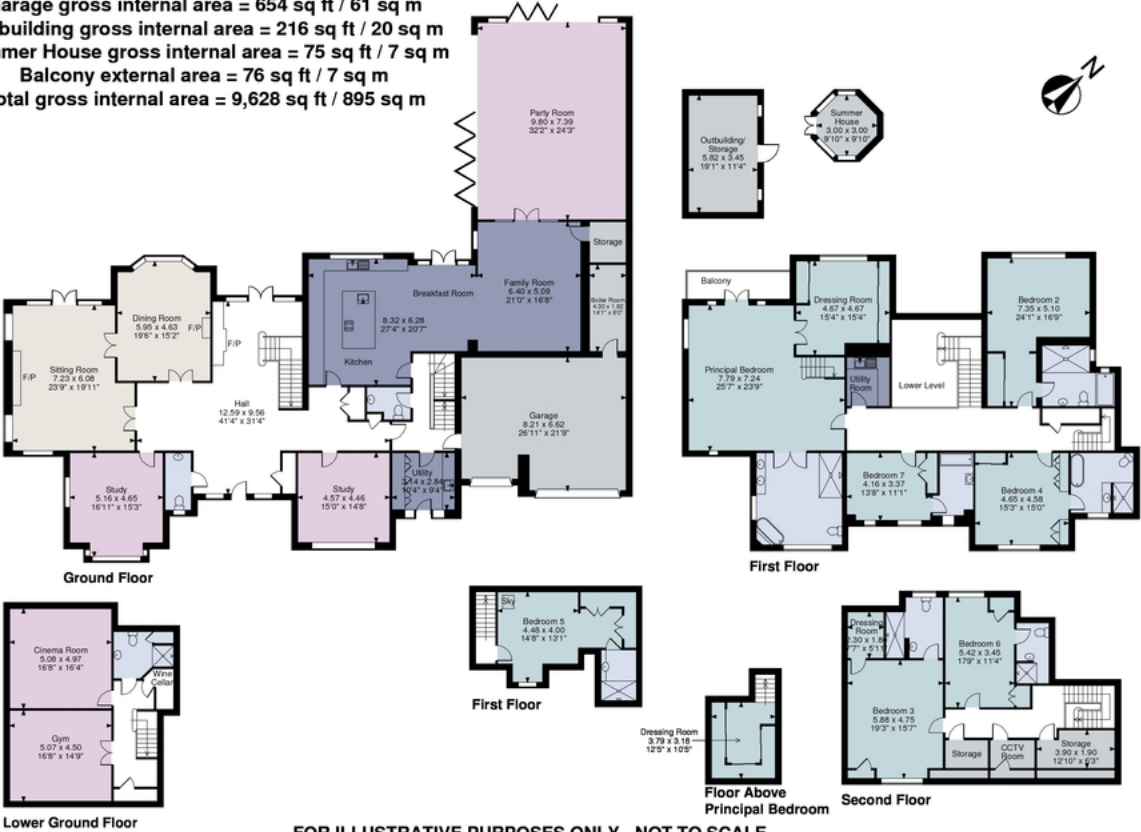 arage gross internal area = 654 sq ft / 61 sq m
building gross internal area = 216 sq ft / 20 sq m
mer House gross internal area = 75 sq ft / 7 sq m
Balcony external area = 76 sq ft / 7 sq m
otal gross internal area = 9,628 sq ft / 895 sq m
N
Party Room
9.80 x 7.39
32'2" x 24'3"
Outbuilding/
Storage
5.82 x 3.45
19'1" x 11'4"
Summer
House
3.00 x 3.00
9'10" x 9'10"
Storage
Boiler Room
Family Room
6.40 x 5.09
21'0" x 16'8"
Breakfast Room
8.32 x 6.28
27'4" x 20'7"
Kitchen
Dining Room
5.95 x 4.63
19'6" x 15'2"
F/P
F/P
F/P
Sitting Room
7.23 x 6.08
23'9" x 19'11"
Hall
12.59 x 9.56
41'4" x 31'4"
Garage
8.21 x 6.62
26'11" x 21'9"
Study
5.16 x 4.65
16'11" x 15'3"
Study
4.57 x 4.46
15'0" x 14'8"
Utility
3.14 x 2.84
10'4" x 9'4"
Ground Floor
Balcony
Dressing Room
4.67 x 4.67
15'4" x 15'4"
Bedroom 2
7.35 x 5.10
24'1" x 16'9"
Principal Bedroom
7.79 x 7.24
25'7" x 23'9"
Utility
Room
Lower Level
Bedroom 7
4.16 x 3.37
13'8" x 11'1"
Bedroom 4
4.65 x 4.58
15'3" x 15'0"
First Floor
Cinema Room
5.08 x 4.97
16'8" x 16'4"
Wine
Cellar
Gym
5.07 x 4.50
16'8" x 14'9"
Lower Ground Floor
Sky
Bedroom 5
4.48 x 4.00
14'8" x 13'1"
First Floor
Dressing Room
3.79 x 3.18
12'5" x 10'5"
Floor Above
Principal Bedroom
Dressing
Room
Bedroom 6
5.42 x 3.45
17'9" x 11'4"
Bedroom 3
5.88 x 4.75
19'3" x 15'7"
Storage
CCTV
Room
Storage
3.90 x 1.90
12'10" x 6'3"
Second Floor
FOR ILLUSTRATIVE PURPOSES ONLY - NOT TO SCALE